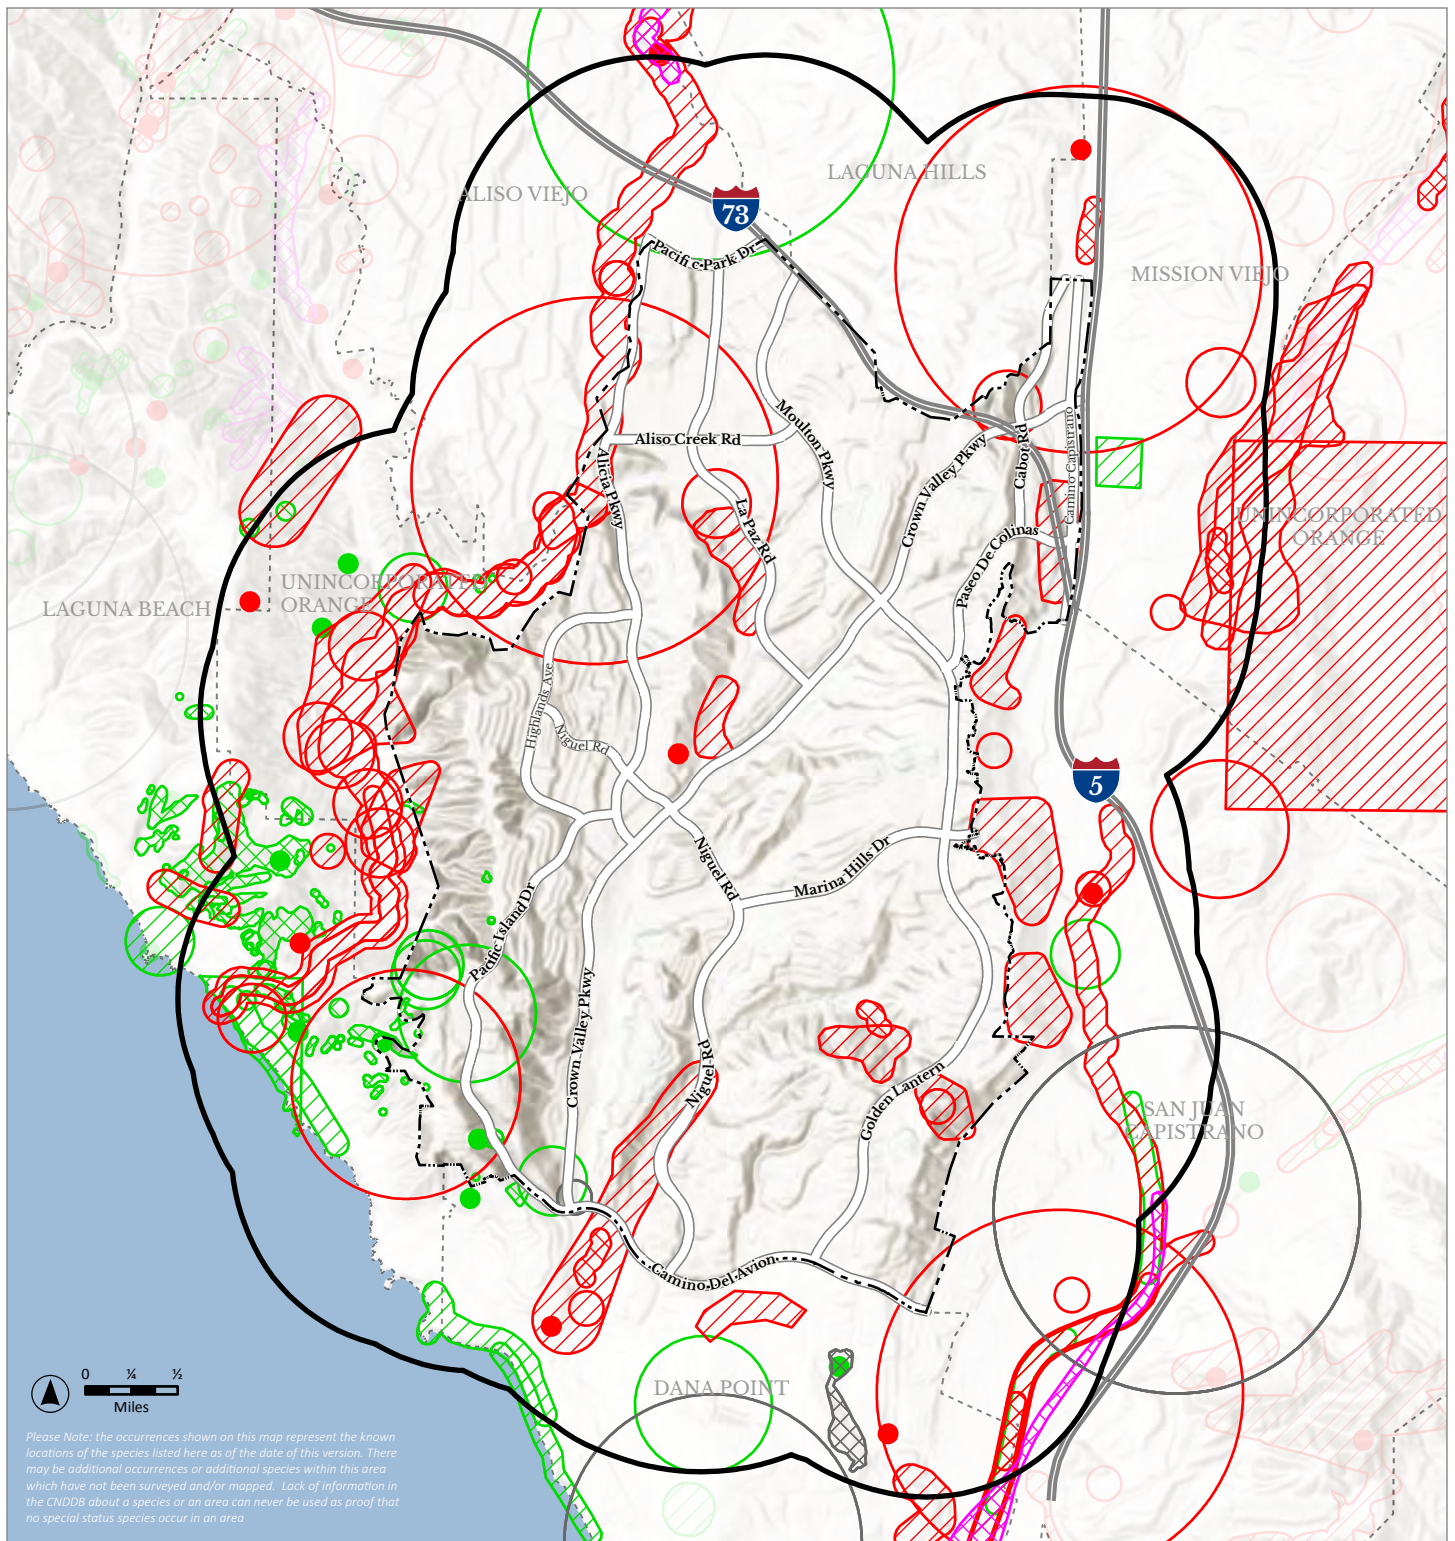 LAGUNA HILLS
ALISO VIEJO
73
Pacific Park Dr
MISSION VIEJO
Moulton Pkwy
Aliso Creek Rd
Alicia Pkwy
La Paz Rd
Crown Valley Pkwy
Cabot Rd
Camino Capistrano
Paseo De Colinas
UNINCORPORATED
ORANGE
UNINCORPORATED
ORANGE
LAGUNA BEACH
Highlands Ave
Niguel Rd
5
Niguel Rd
Marina Hills Dr
Pacific Island Dr
Crown Valley Pkwy
Niguel Rd
Golden Lantern
SAN JUAN
CAPISTRANO
Camino Del Avion
DANA POINT
0 ¼ ½
Miles
Please Note: the occurrences shown on this map represent the known
locations of the species listed here as of the date of this version. There
may be additional occurrences or additional species within this area
which have not been surveyed and/or mapped. Lack of information in
the CNDDB about a species or an area can never be used as proof that
no special status species occur in an area